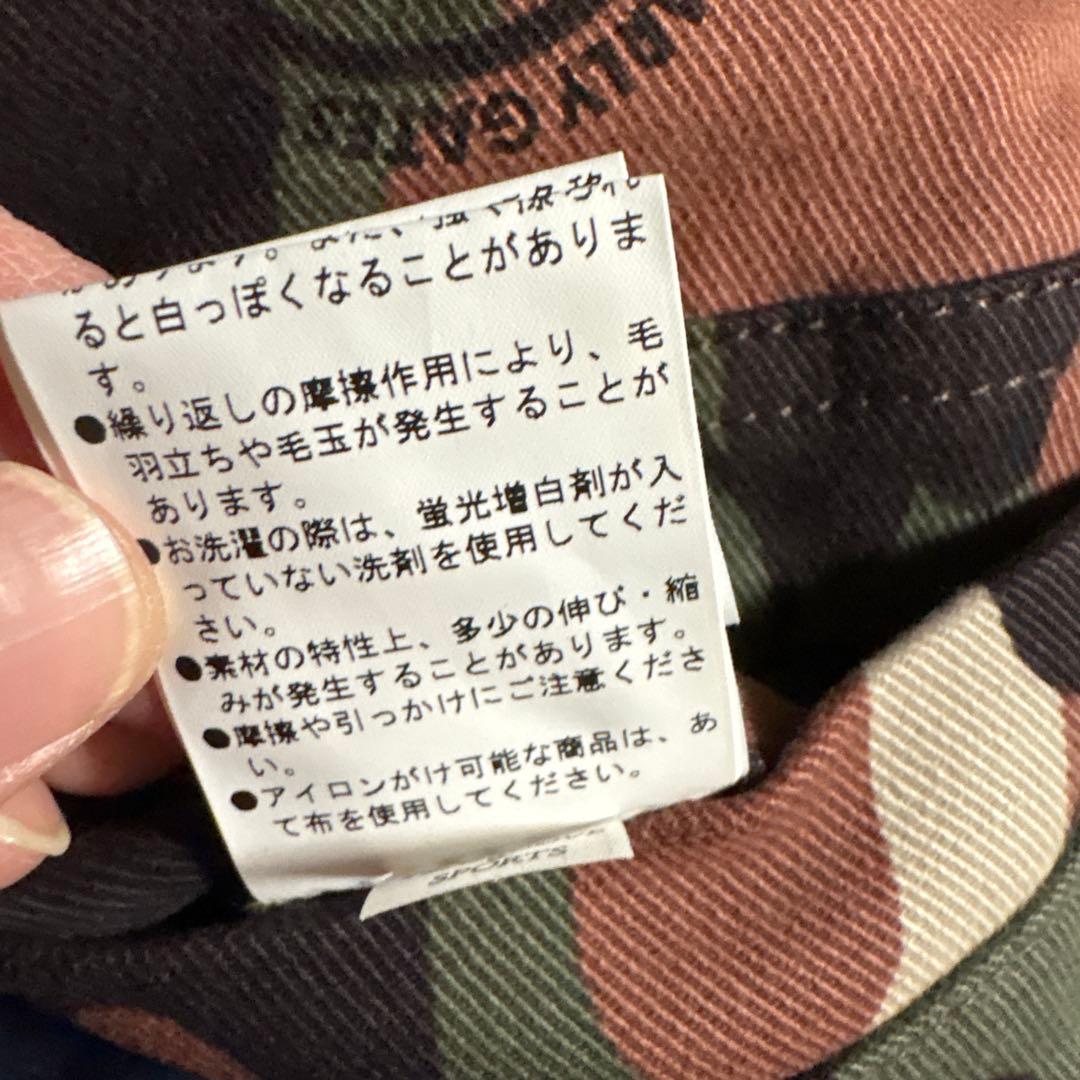 ARLY GATES
ると白っぽくなることがありま
す。
●繰り返しの摩擦作用により、毛
羽立ちや毛玉が発生することが
あります。
●お洗濯の際は、蛍光増白剤が入
っていない洗剤を使用してくだ
さい。
●素材の特性上、多少の伸び・縮
みが発生することがあります。
●摩擦や引っかけにご注意くださ
い。
●アイロンがけ可能な商品は、あ
て布を使用してください。
SPORTS